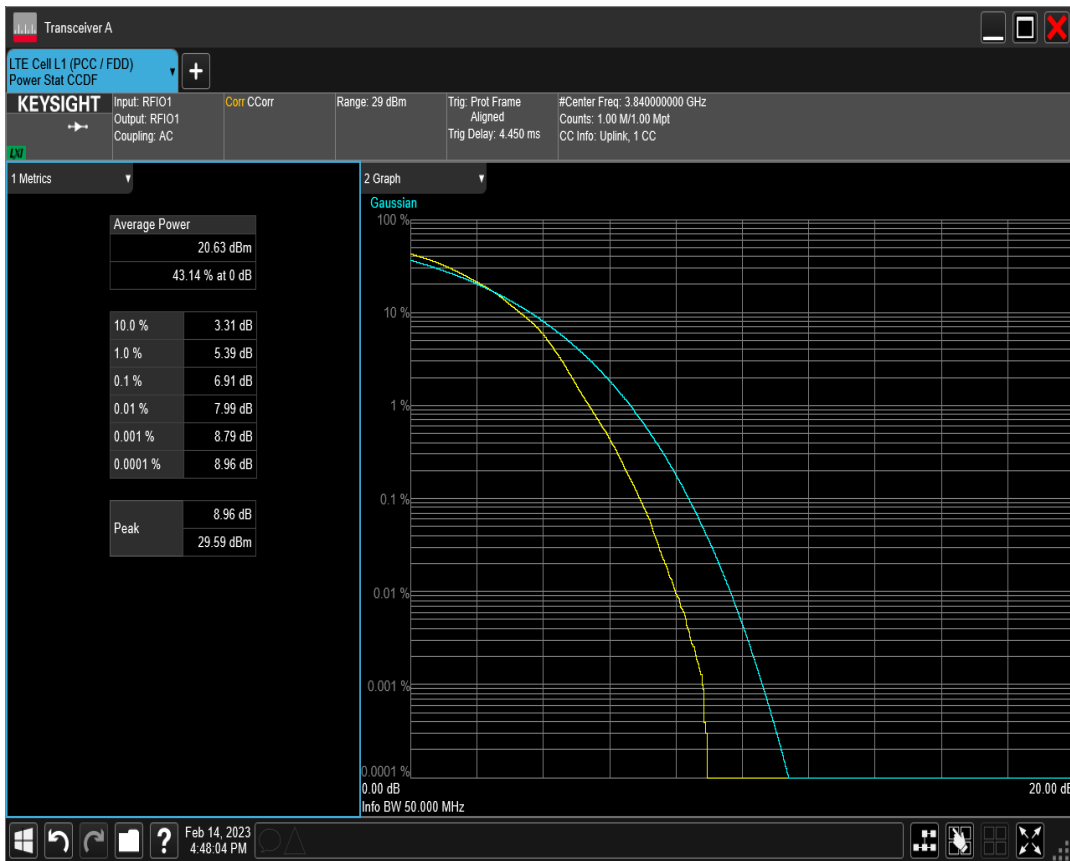 Transceiver A
LTE Cell L1 (PCC / FDD)
Power Stat CCDF
+
KEYSIGHT
LXI
Input: RFIO1
Output: RFIO1
Coupling: AC
Corr CCorr
Range: 29 dBm
Trig: Prot Frame
Aligned
Trig Delay: 4.450 ms
#Center Freq: 3.840000000 GHz
Counts: 1.00 M/1.00 Mpt
CC Info: Uplink, 1 CC
1 Metrics
Average Power
20.63 dBm
43.14 % at 0 dB
10.0 % 3.31 dB
1.0 % 5.39 dB
0.1 % 6.91 dB
0.01 % 7.99 dB
0.001 % 8.79 dB
0.0001 % 8.96 dB
Peak 8.96 dB
29.59 dBm
2 Graph
Gaussian
100 %
10 %
1 %
0.1 %
0.01 %
0.001 %
0.0001 %
0.00 dB 20.00 dB
Info BW 50.000 MHz
? Feb 14, 2023
4:48:04 PM